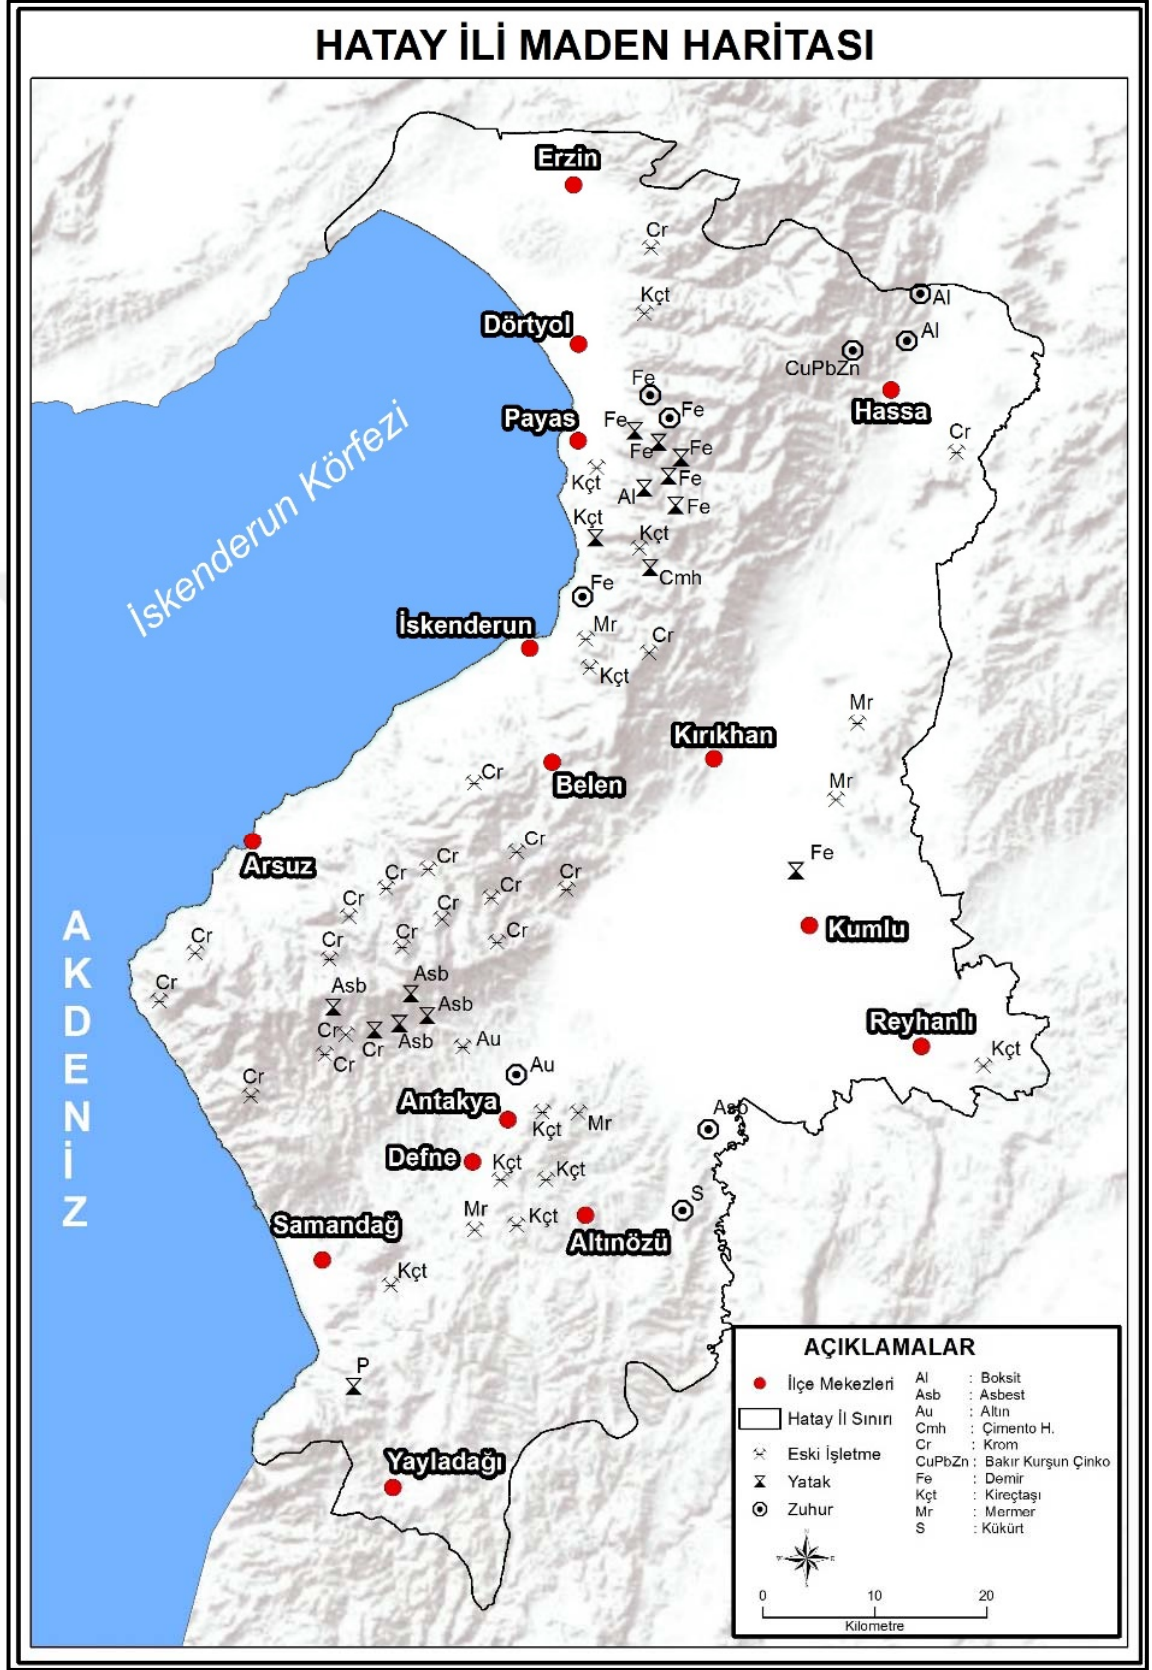 HATAY İLİ MADEN HARİTASI
Erzin
Cr
Kçt
Al
Dörtyol
Al
CuPbZn
Fe
Hassa
Fe
Payas
Fe
Fe
Fe
Cr
Kçt
Fe
Al
Fe
İskenderun Körfezi
Kçt
Kçt
Cmh
Fe
İskenderun
Mr
Cr
Kçt
Mr
Kırıkhan
Cr
Belen
Mr
Cr
Arsuz
Cr
Fe
Cr
Cr
Cr
Cr
Cr
Kumlu
Cr
Cr
Cr
Cr
Asb
Cr
Asb
Asb
Reyhanlı
Cr
Cr
Asb
Au
Kçt
Cr
Au
Cr
Antakya
Kçt
Mr
Asb
Defne
Kçt
Kçt
S
Mr
Kçt
Samandağ
Altınözü
Kçt
P
Yayladağı
AKDENİZ
AÇIKLAMALAR
İlçe Mekezleri
Hatay İl Sınırı
Eski İşletme
Yatak
Zuhur
Al : Boksit
Asb : Asbest
Au : Altın
Cmh : Çimento H.
Cr : Krom
CuPbZn : Bakır Kurşun Çinko
Fe : Demir
Kçt : Kireçtaşı
Mr : Mermer
S : Kükürt
N
W E
S
0 10 20
Kilometre